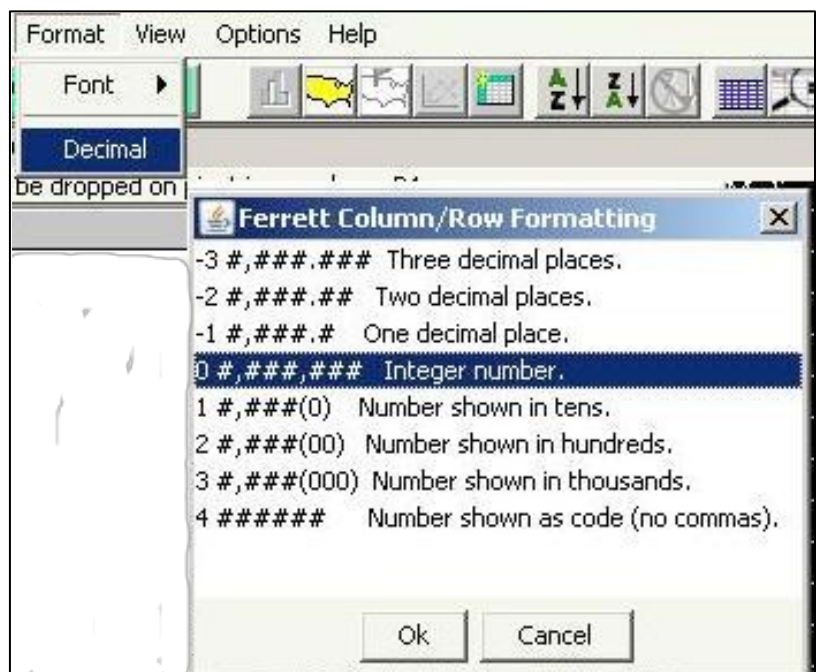 Format View Options Help
Font
A Z Z A
Decimal
be dropped on
Ferrett Column/Row Formatting
-3 #,###.### Three decimal places.
-2 #,###.## Two decimal places.
-1 #,###.# One decimal place.
0 #,###,### Integer number.
1 #,###(0) Number shown in tens.
2 #,###(00) Number shown in hundreds.
3 #,###(000) Number shown in thousands.
4 ###### Number shown as code (no commas).
Ok Cancel